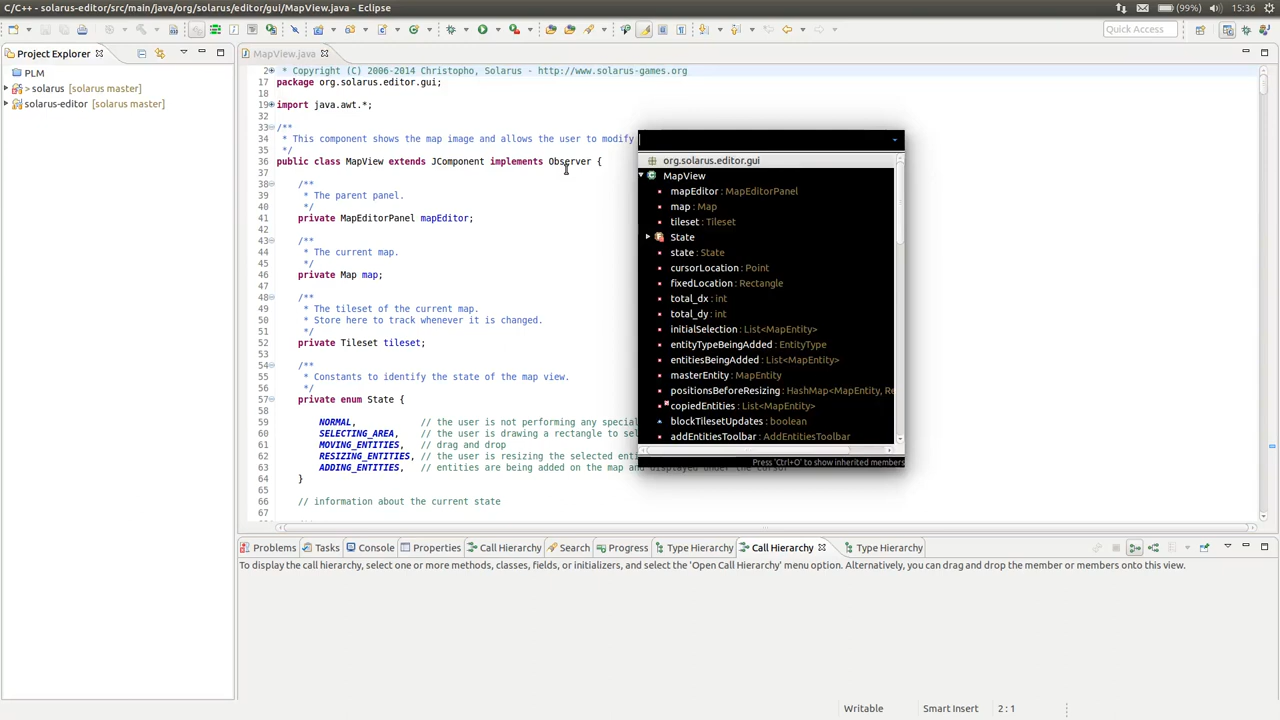 C/C++ - solarus-editor/src/main/java/org/solarus/editor/gui/MapView.java - Eclipse
(99%)
15:36
Quick Access
Project Explorer
PLM
> solarus [solarus master]
solarus-editor [solarus master]
MapView.java
2 * Copyright (C) 2006-2014 Christopho, Solarus - http://www.solarus-games.org
17 package org.solarus.editor.gui;
18
19 import java.awt.*;
32
33 /**
34 * This component shows the map image and allows the user to modify
35 */
36 public class MapView extends JComponent implements Observer {
37
38 /**
39 * The parent panel.
40 */
41 private MapEditorPanel mapEditor;
42
43 /**
44 * The current map.
45 */
46 private Map map;
47
48 /**
49 * The tileset of the current map.
50 * Store here to track whenever it is changed.
51 */
52 private Tileset tileset;
53
54 /**
55 * Constants to identify the state of the map view.
56 */
57 private enum State {
58
59 NORMAL, // the user is not performing any special
60 SELECTING_AREA, // the user is drawing a rectangle to sel
61 MOVING_ENTITIES, // drag and drop
62 RESIZING_ENTITIES, // the user is resizing the selected enti
63 ADDING_ENTITIES, // entities are being added on the map and displayed under the cursor
64 }
65
66 // information about the current state
67
org.solarus.editor.gui
MapView
mapEditor : MapEditorPanel
map : Map
tileset : Tileset
State
state : State
cursorLocation : Point
fixedLocation : Rectangle
total_dx : int
total_dy : int
initialSelection : List<MapEntity>
entityTypeBeingAdded : EntityType
entitiesBeingAdded : List<MapEntity>
masterEntity : MapEntity
positionsBeforeResizing : HashMap<MapEntity, Re
copiedEntities : List<MapEntity>
blockTilesetUpdates : boolean
addEntitiesToolbar : AddEntitiesToolbar
Press 'Ctrl+O' to show inherited members
Problems Tasks Console Properties Call Hierarchy Search Progress Type Hierarchy Call Hierarchy Type Hierarchy
To display the call hierarchy, select one or more methods, classes, fields, or initializers, and select the 'Open Call Hierarchy' menu option. Alternatively, you can drag and drop the member or members onto this view.
Writable Smart Insert 2 : 1